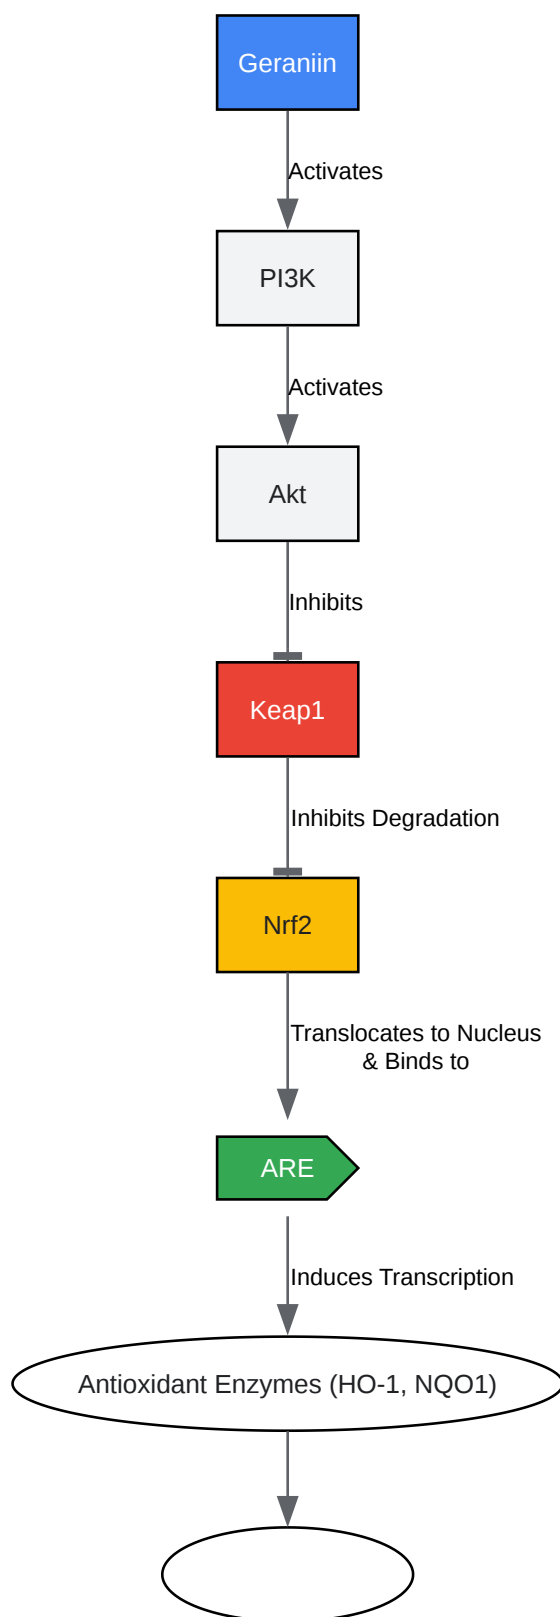 Geraniin
Activates
PI3K
Activates
Akt
Inhibits
Keap1
Inhibits Degradation
Nrf2
Translocates to Nucleus
& Binds to
ARE
Induces Transcription
Antioxidant Enzymes (HO-1, NQO1)